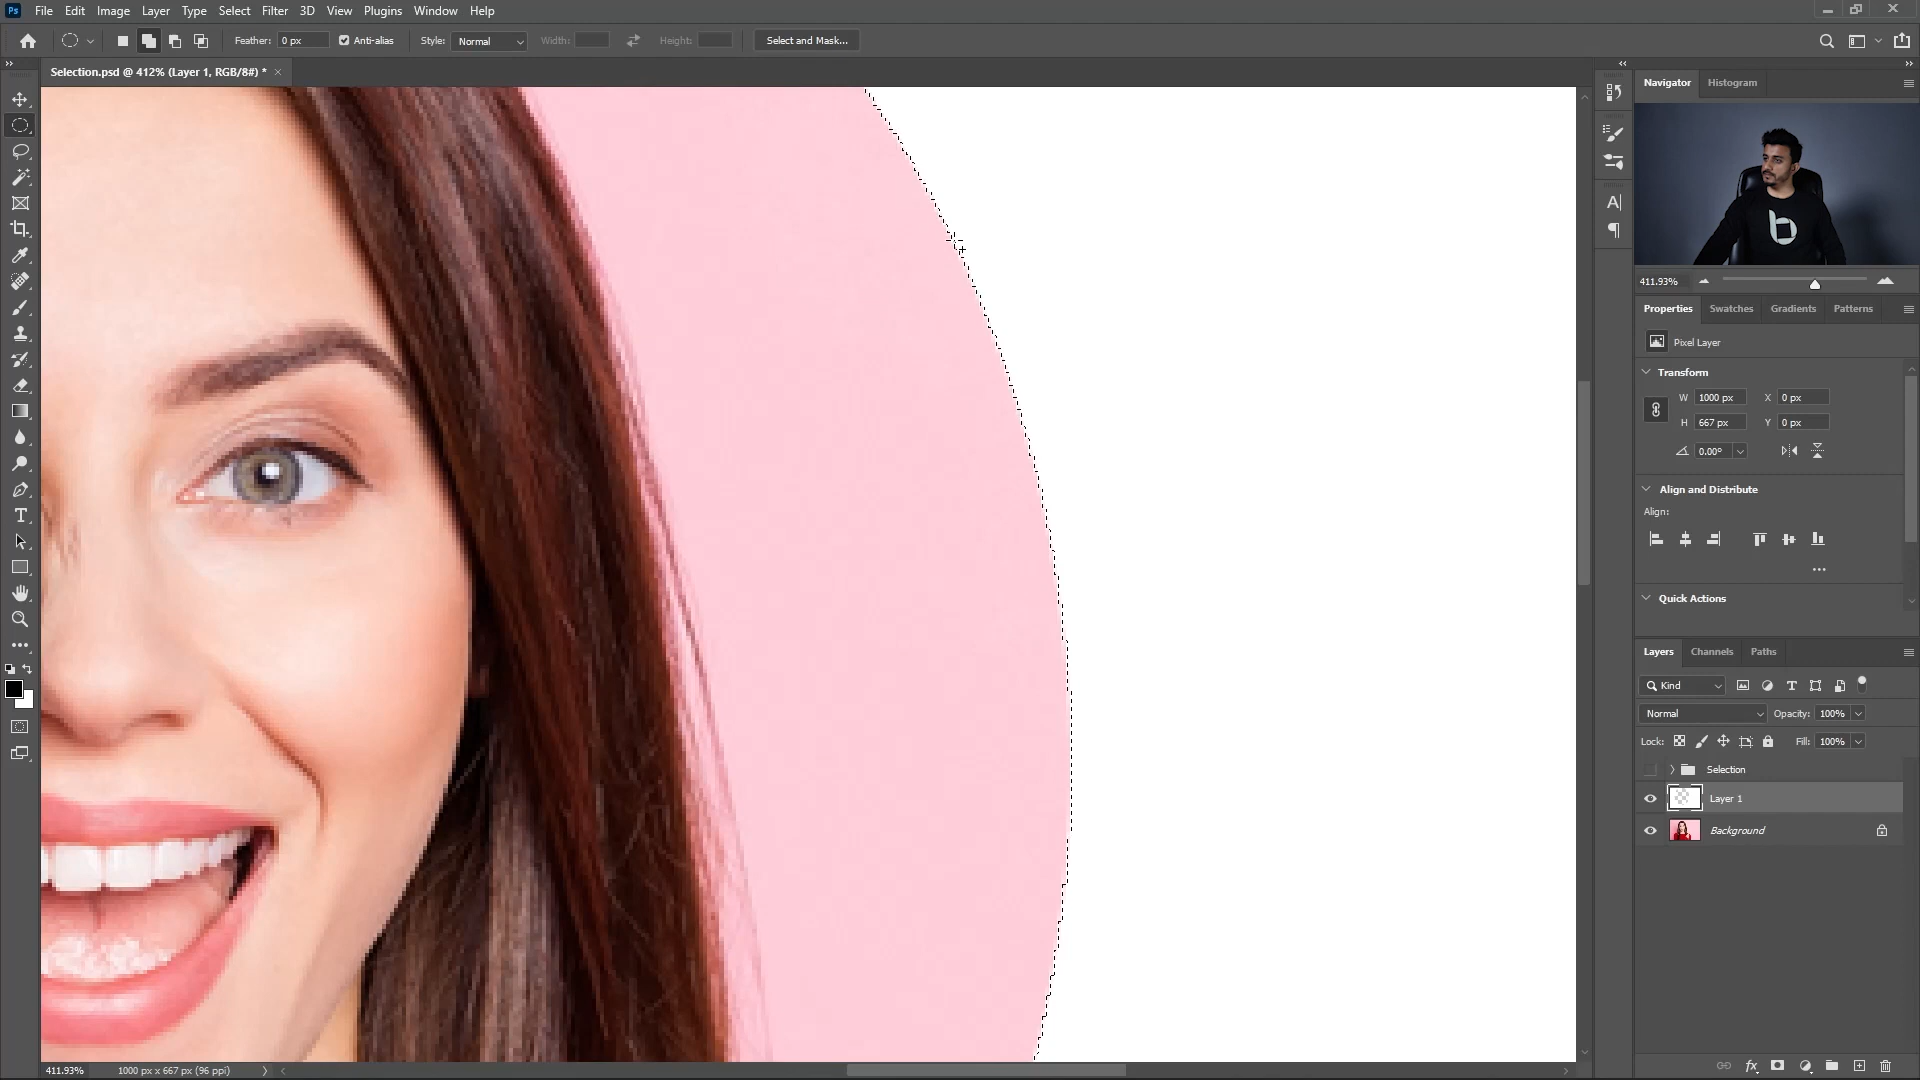 Ps File Edit Image Layer Type Select Filter 3D View Plugins Window Help
Feather: 0 px Anti-alias Style: Normal Width: Height: Select and Mask...
Selection.psd @ 412% (Layer 1, RGB/8#) * ×
Navigator Histogram
b
411.93%
Properties Swatches Gradients Patterns
Pixel Layer
Transform
W 1000 px X 0 px
H 667 px Y 0 px
0.00°
Align and Distribute
Align:
Quick Actions
Layers Channels Paths
Kind
Normal Opacity: 100%
Lock: Fill: 100%
Selection
Layer 1
Background
fx
411.93% 1000 px x 667 px (96 ppi)